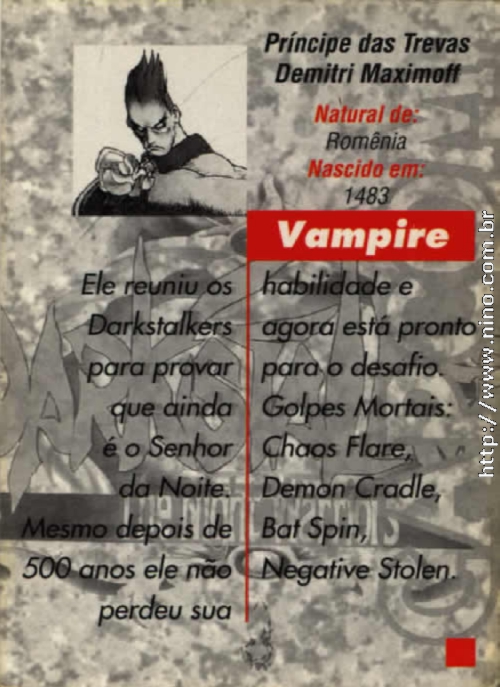 Príncipe das Trevas
Demitri Maximoff
Natural de:
Romênia
Nascido em:
1483
Vampire
Ele reuniu os
Darkstalkers
para provar
que ainda
é o Senhor
da Noite.
Mesmo depois de
500 anos ele não
perdeu sua
habilidade e
agora está pronto
para o desafio.
Golpes Mortais:
Chaos Flare,
Demon Cradle,
Bat Spin,
Negative Stolen.
http://www.nino.com.br